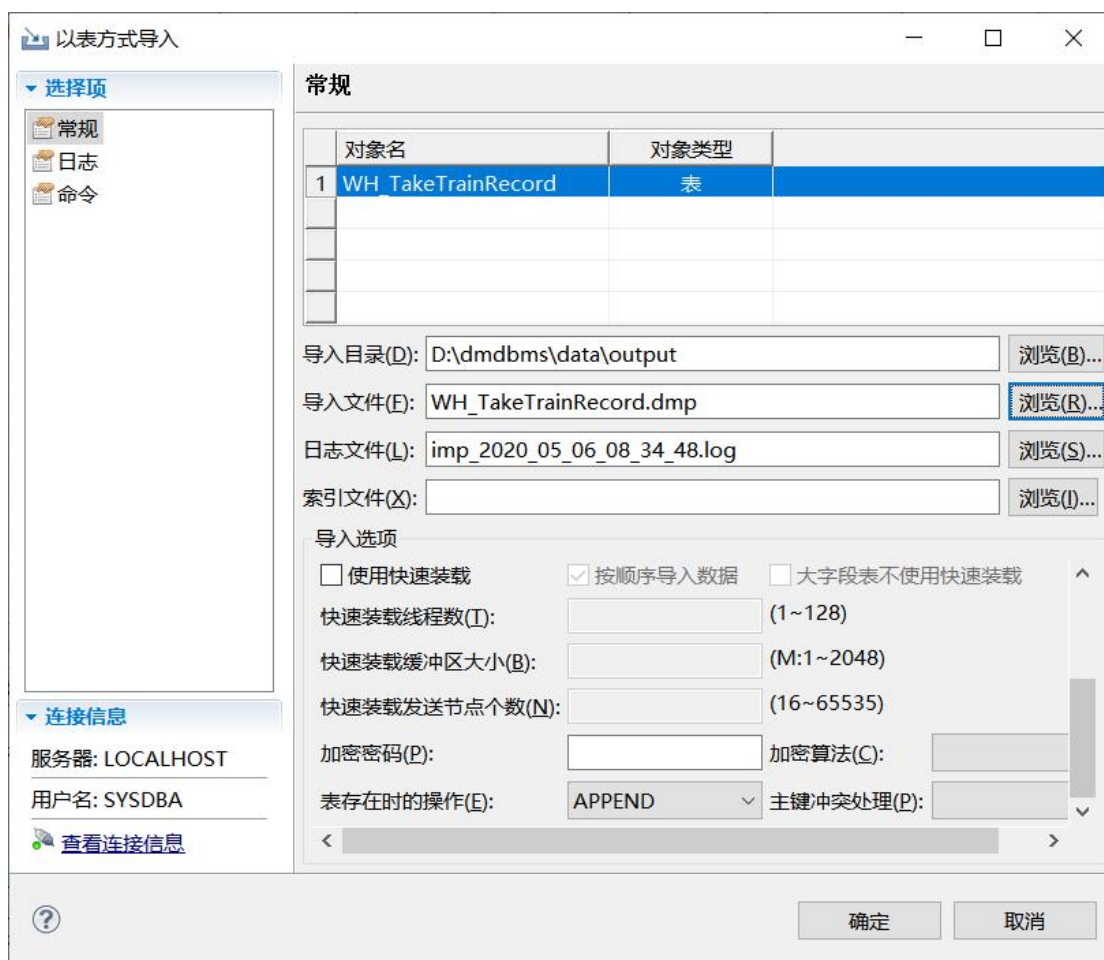 以表方式导入
选择项
常规
日志
命令
连接信息
服务器: LOCALHOST
用户名: SYSDBA
查看连接信息
常规
对象名 对象类型
1 WH_TakeTrainRecord 表
导入目录(D): D:\dmdbms\data\output 浏览(B)...
导入文件(F): WH_TakeTrainRecord.dmp 浏览(R)...
日志文件(L): imp_2020_05_06_08_34_48.log 浏览(S)...
索引文件(X): 浏览(I)...
导入选项
使用快速装载 按顺序导入数据 大字段表不使用快速装载
快速装载线程数(T): (1~128)
快速装载缓冲区大小(B): (M:1~2048)
快速装载发送节点个数(N): (16~65535)
加密密码(P): 加密算法(C):
表存在时的操作(E): APPEND 主键冲突处理(P):
确定 取消